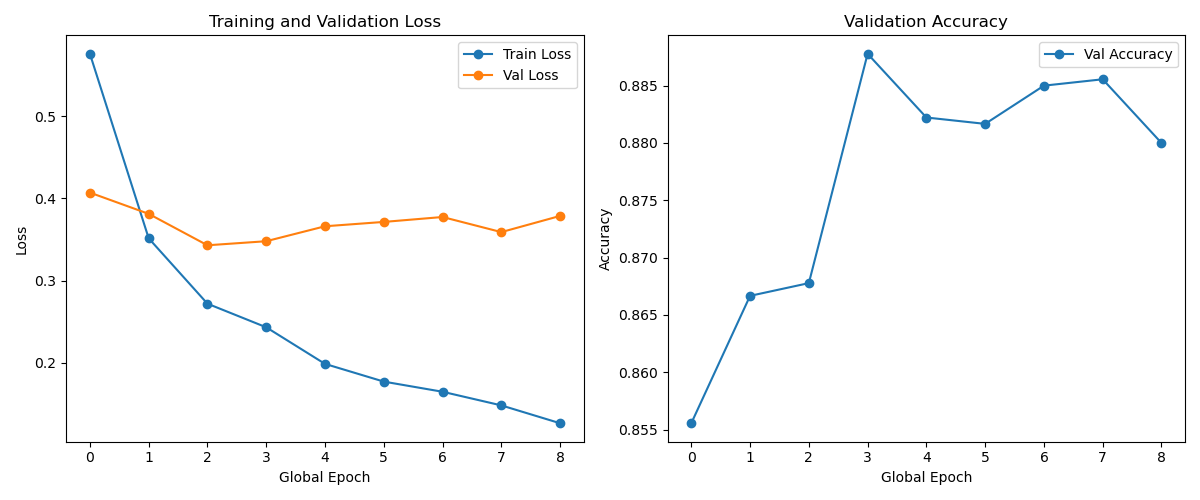 Training and Validation Loss
Train Loss
Val Loss
0.5
0.4
0.3
0.2
Loss
0 1 2 3 4 5 6 7 8
Global Epoch
Validation Accuracy
Val Accuracy
0.885
0.880
0.875
0.870
0.865
0.860
0.855
Accuracy
0 1 2 3 4 5 6 7 8
Global Epoch